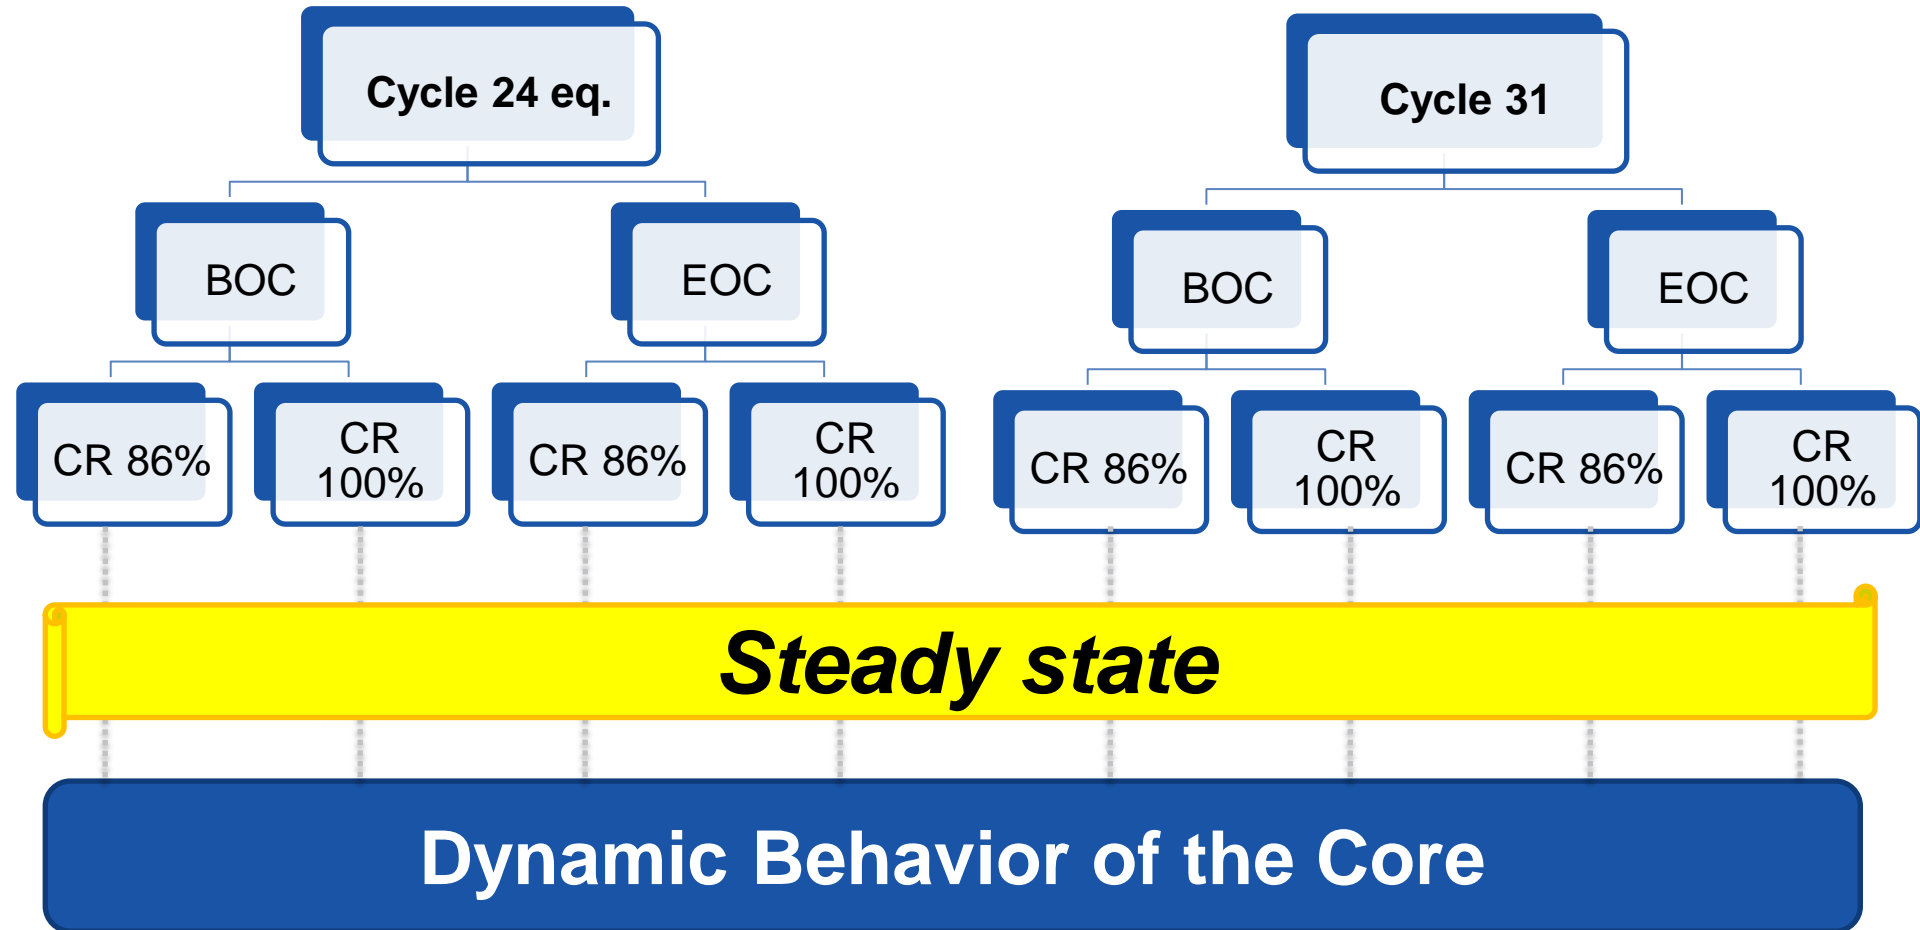 Cycle 24 eq.
Cycle 31
BOC
EOC
BOC
EOC
CR 86%
CR
100%
CR 86%
CR
100%
CR 86%
CR
100%
CR 86%
CR
100%
Steady state
Dynamic Behavior of the Core